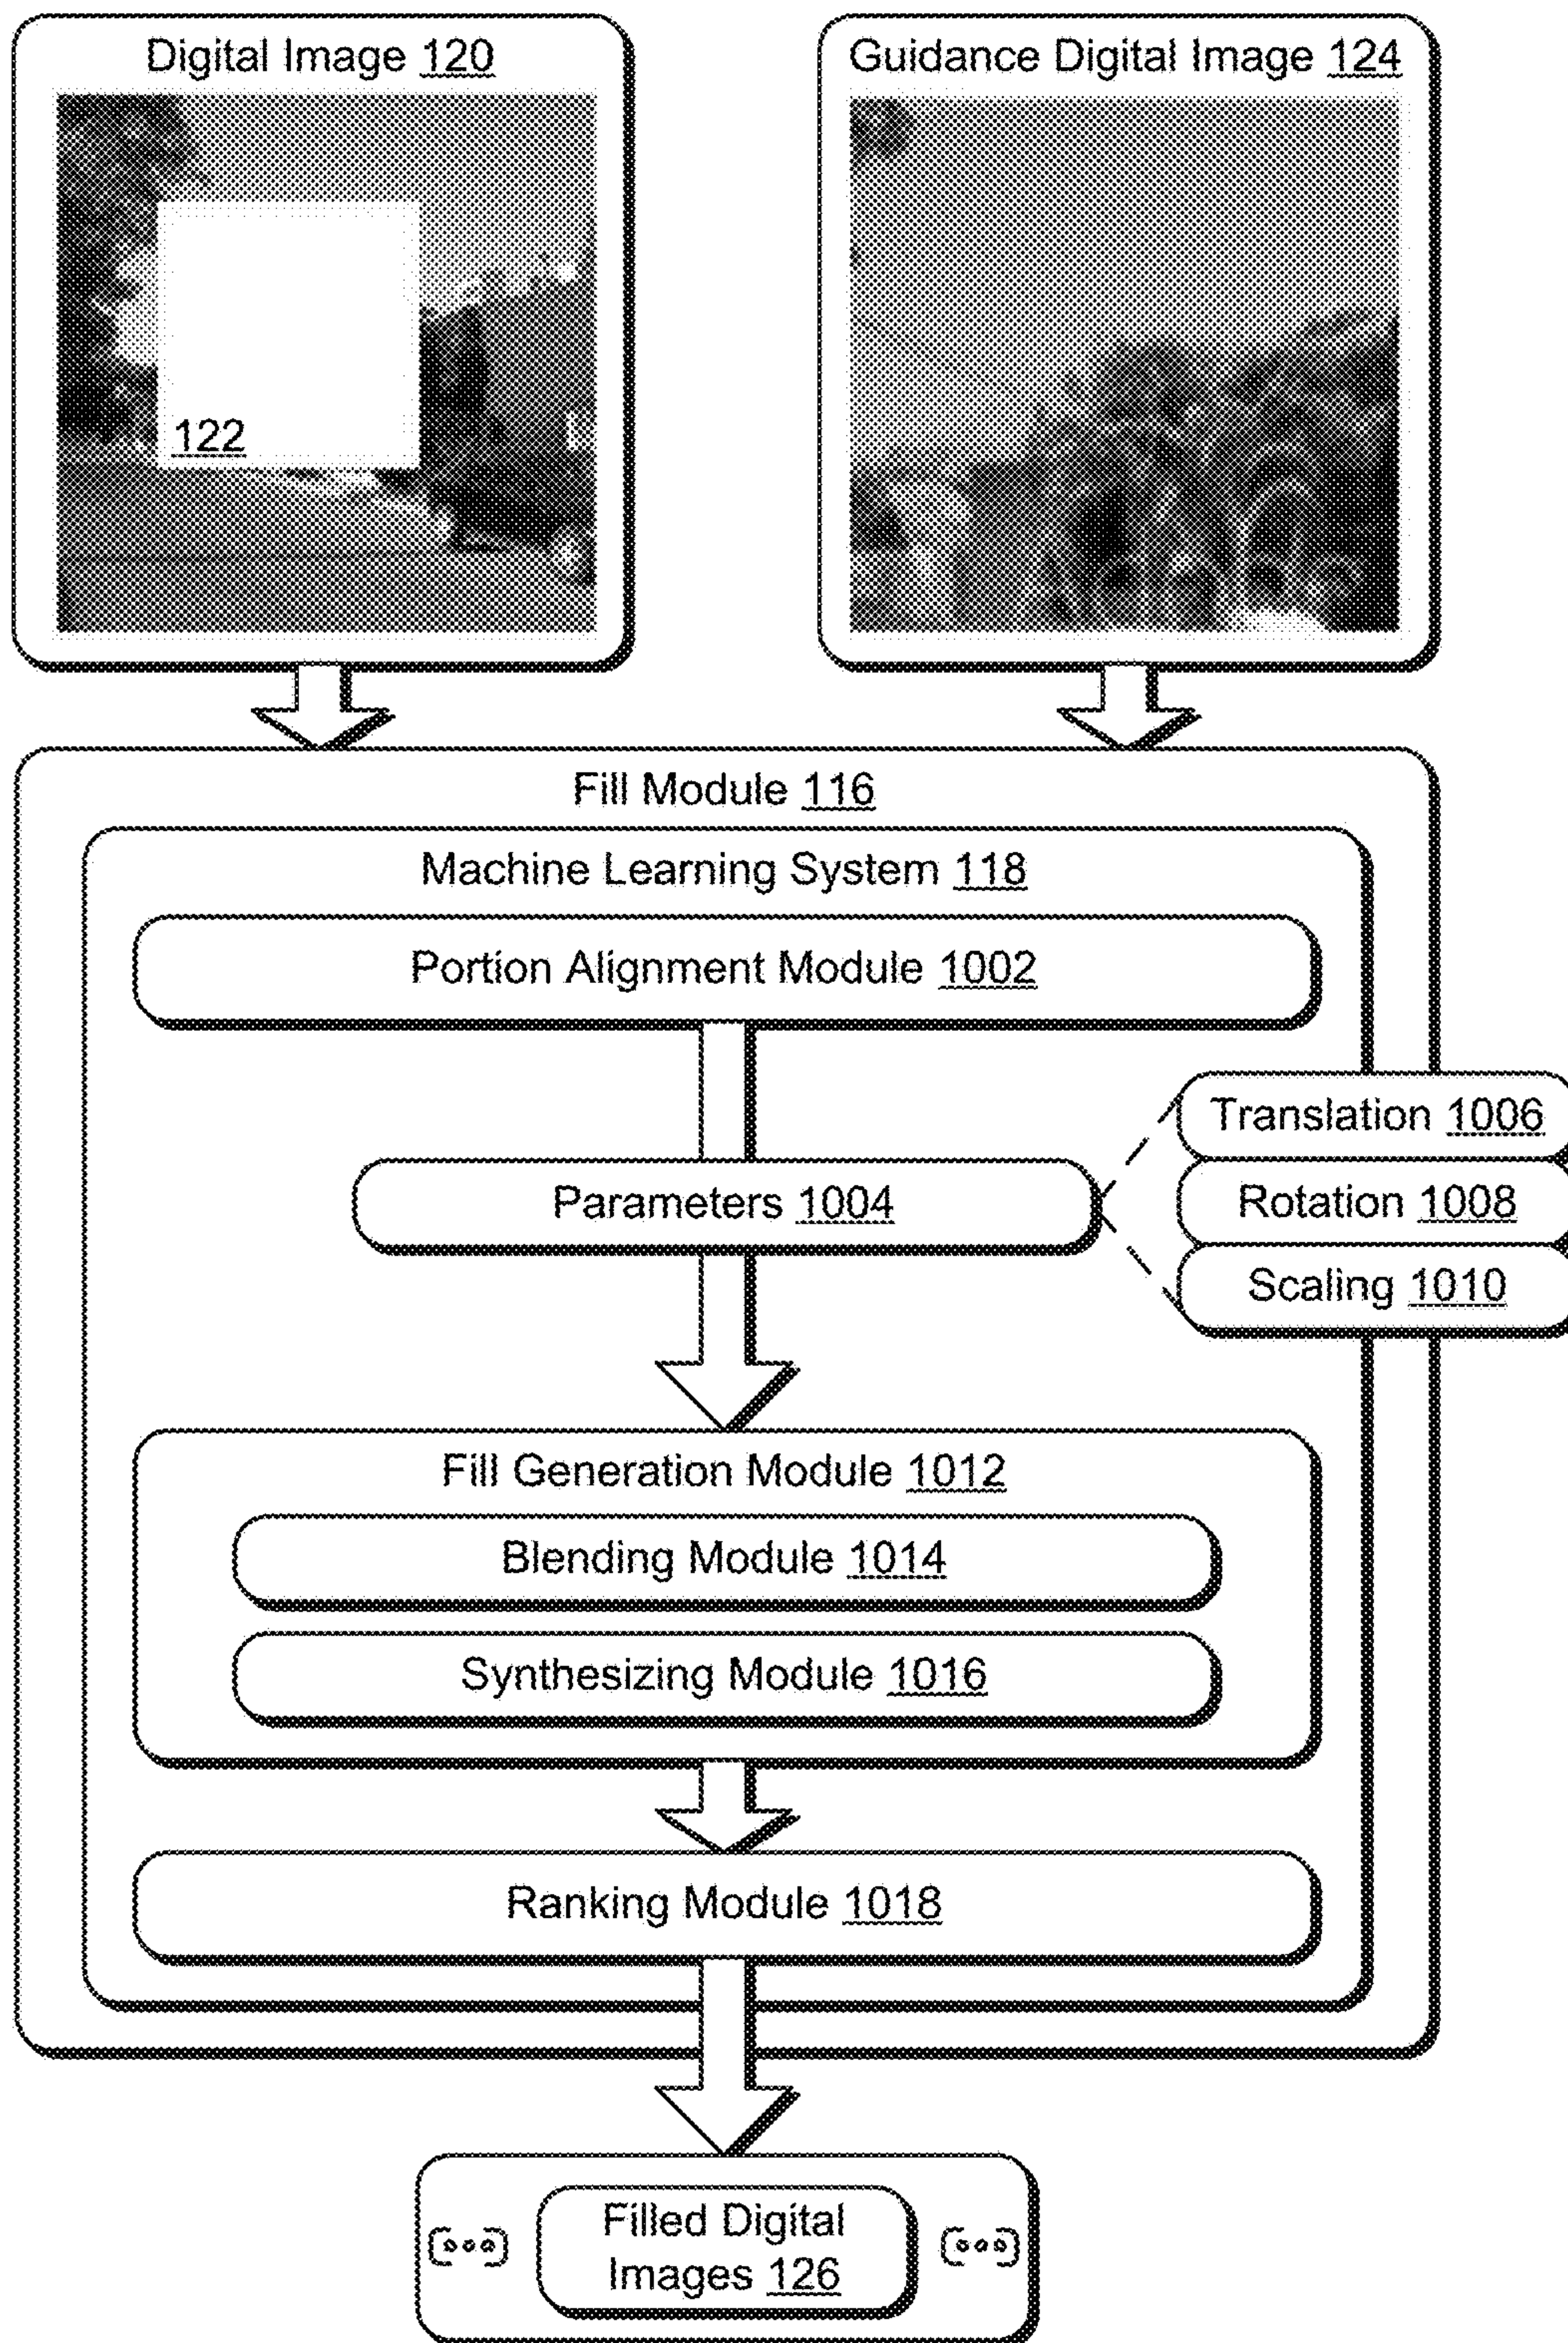 Digital Image 120
Guidance Digital Image 124
122
Fill Module 116
Machine Learning System 118
Portion Alignment Module 1002
Translation 1006
Parameters 1004
Rotation 1008
Scaling 1010
Fill Generation Module 1012
Blending Module 1014
Synthesizing Module 1016
Ranking Module 1018
Filled Digital
Images 126